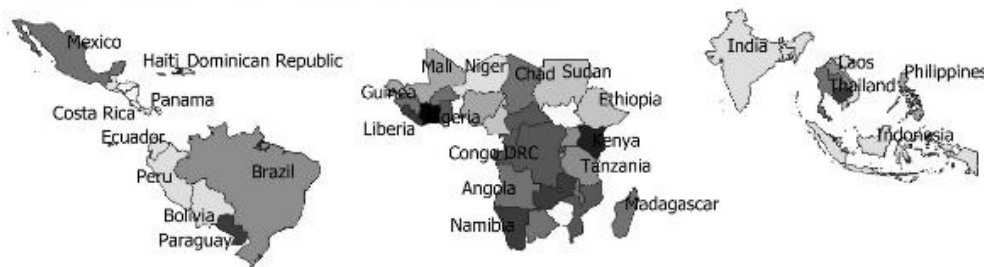 Mexico
Haiti Dominican Republic
Costa Rica
Panama
Ecuador
Peru
Brazil
Bolivia
Paraguay
Mali
Niger
Chad
Sudan
Guinea
Ethiopia
Liberia
Kenya
Congo DRC
Tanzania
Angola
Madagascar
Namibia
India
Laos
Thailand
Philippines
Indonesia